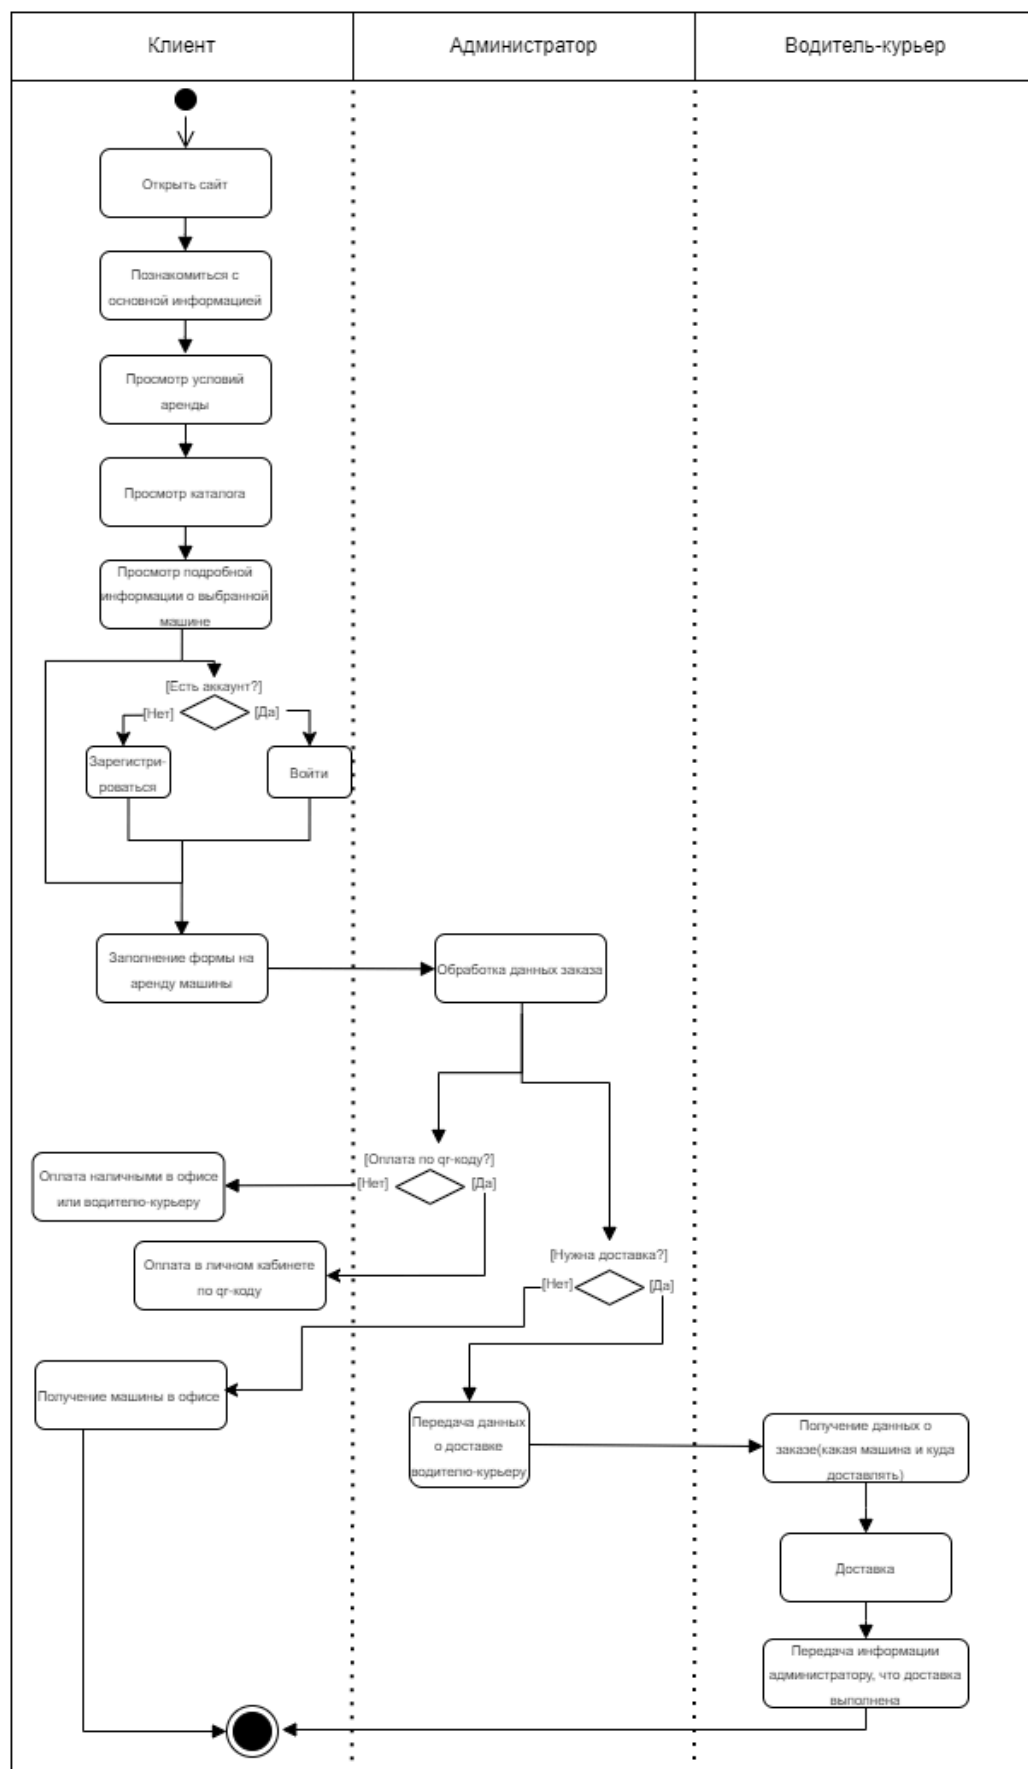 Клиент
Администратор
Водитель-курьер
Открыть сайт
Познакомиться с
основной информацией
Просмотр условий
аренды
Просмотр каталога
Просмотр подробной
информации о выбранной
машине
[Есть аккаунт?]
[Нет]
[Да]
Зарегистри-
роваться
Войти
Заполнение формы на
аренду машины
Обработка данных заказа
[Оплата по qr-коду?]
[Нет]
[Да]
Оплата наличными в офисе
или водителю-курьеру
Оплата в личном кабинете
по qr-коду
[Нужна доставка?]
[Нет]
[Да]
Получение машины в офисе
Передача данных
о доставке
водителю-курьеру
Получение данных о
заказе(какая машина и куда
доставлять)
Доставка
Передача информации
администратору, что доставка
выполнена